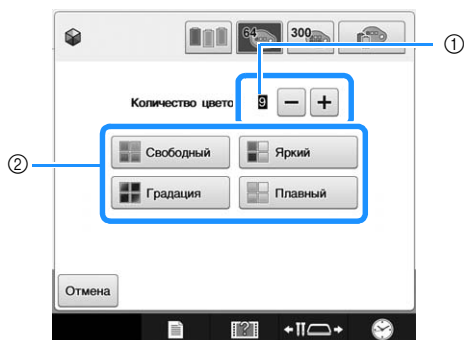 64
300
①
Количество цвето
9
− +
②
Свободный
Яркий
Градация
Плавный
Отмена